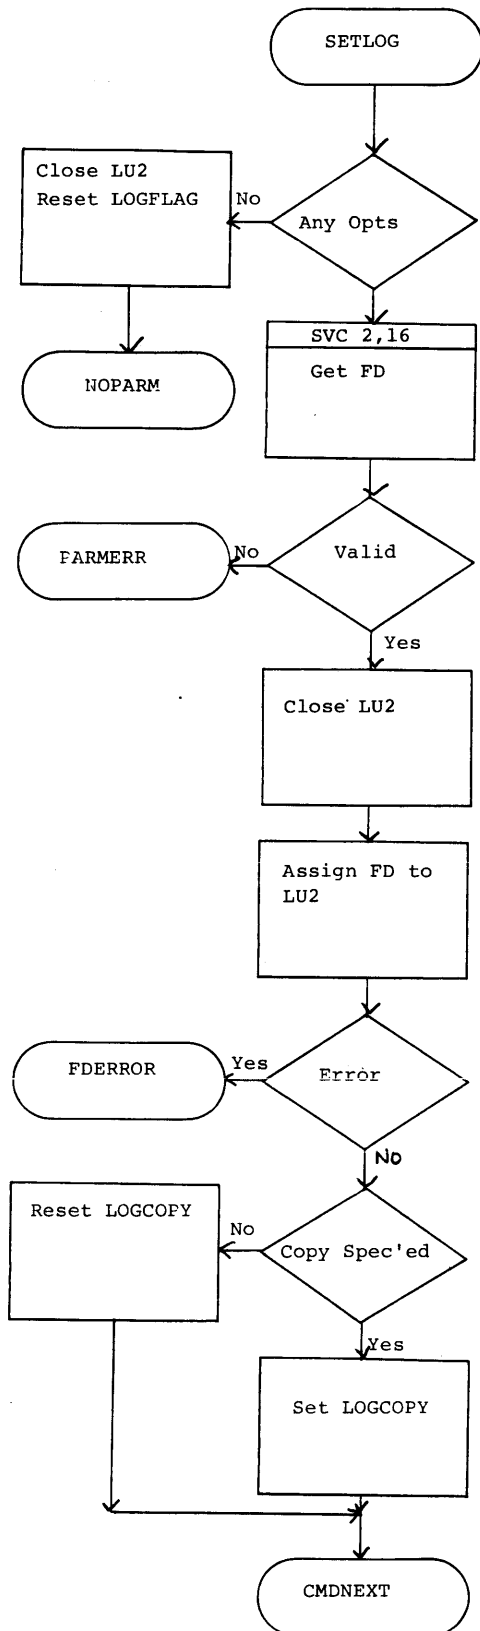 SETLOG
Close LU2
Reset LOGFLAG
No
Any Opts
SVC 2,16
Get FD
NOPARM
PARMERR
No
Valid
Yes
Close LU2
Assign FD to
LU2
FDERROR
Yes
Error
No
Reset LOGCOPY
No
Copy Spec'ed
Yes
Set LOGCOPY
CMDNEXT